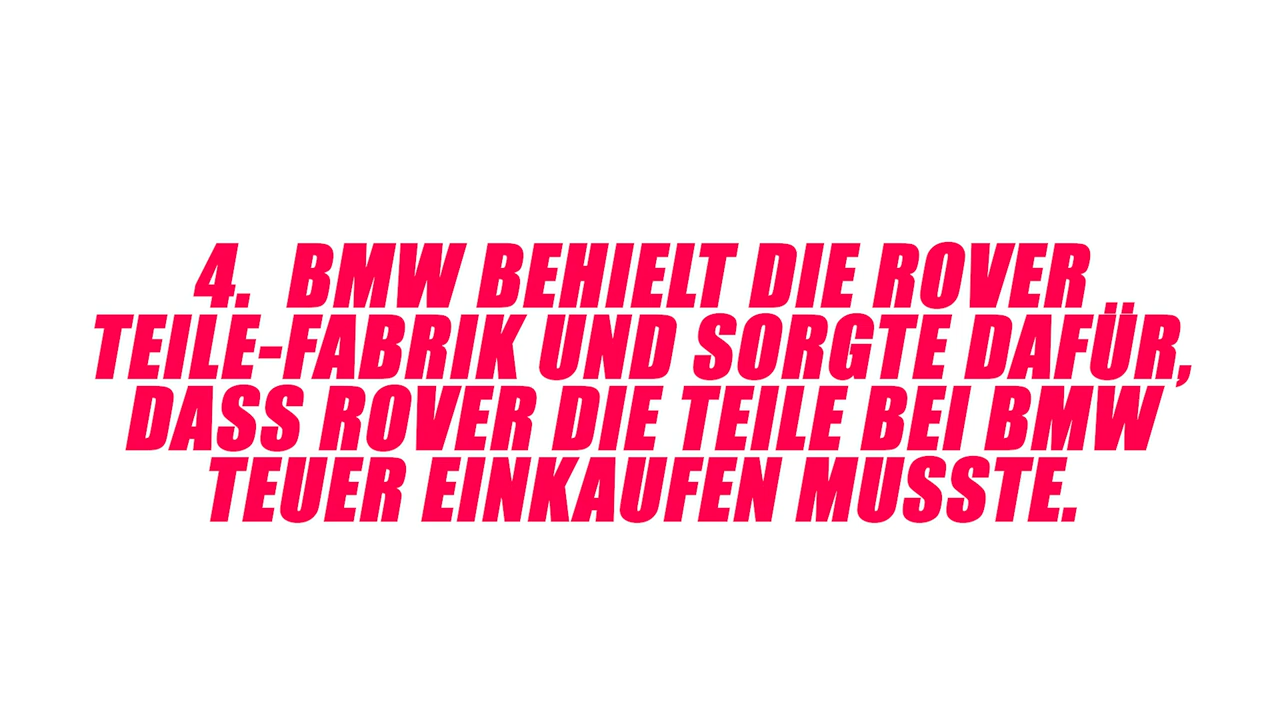 4.  BMW BEHIELT DIE ROVER
TEILE-FABRIK UND SORGTE DAFÜR,
DASS ROVER DIE TEILE BEI BMW
TEUER EINKAUFEN MUSSTE.